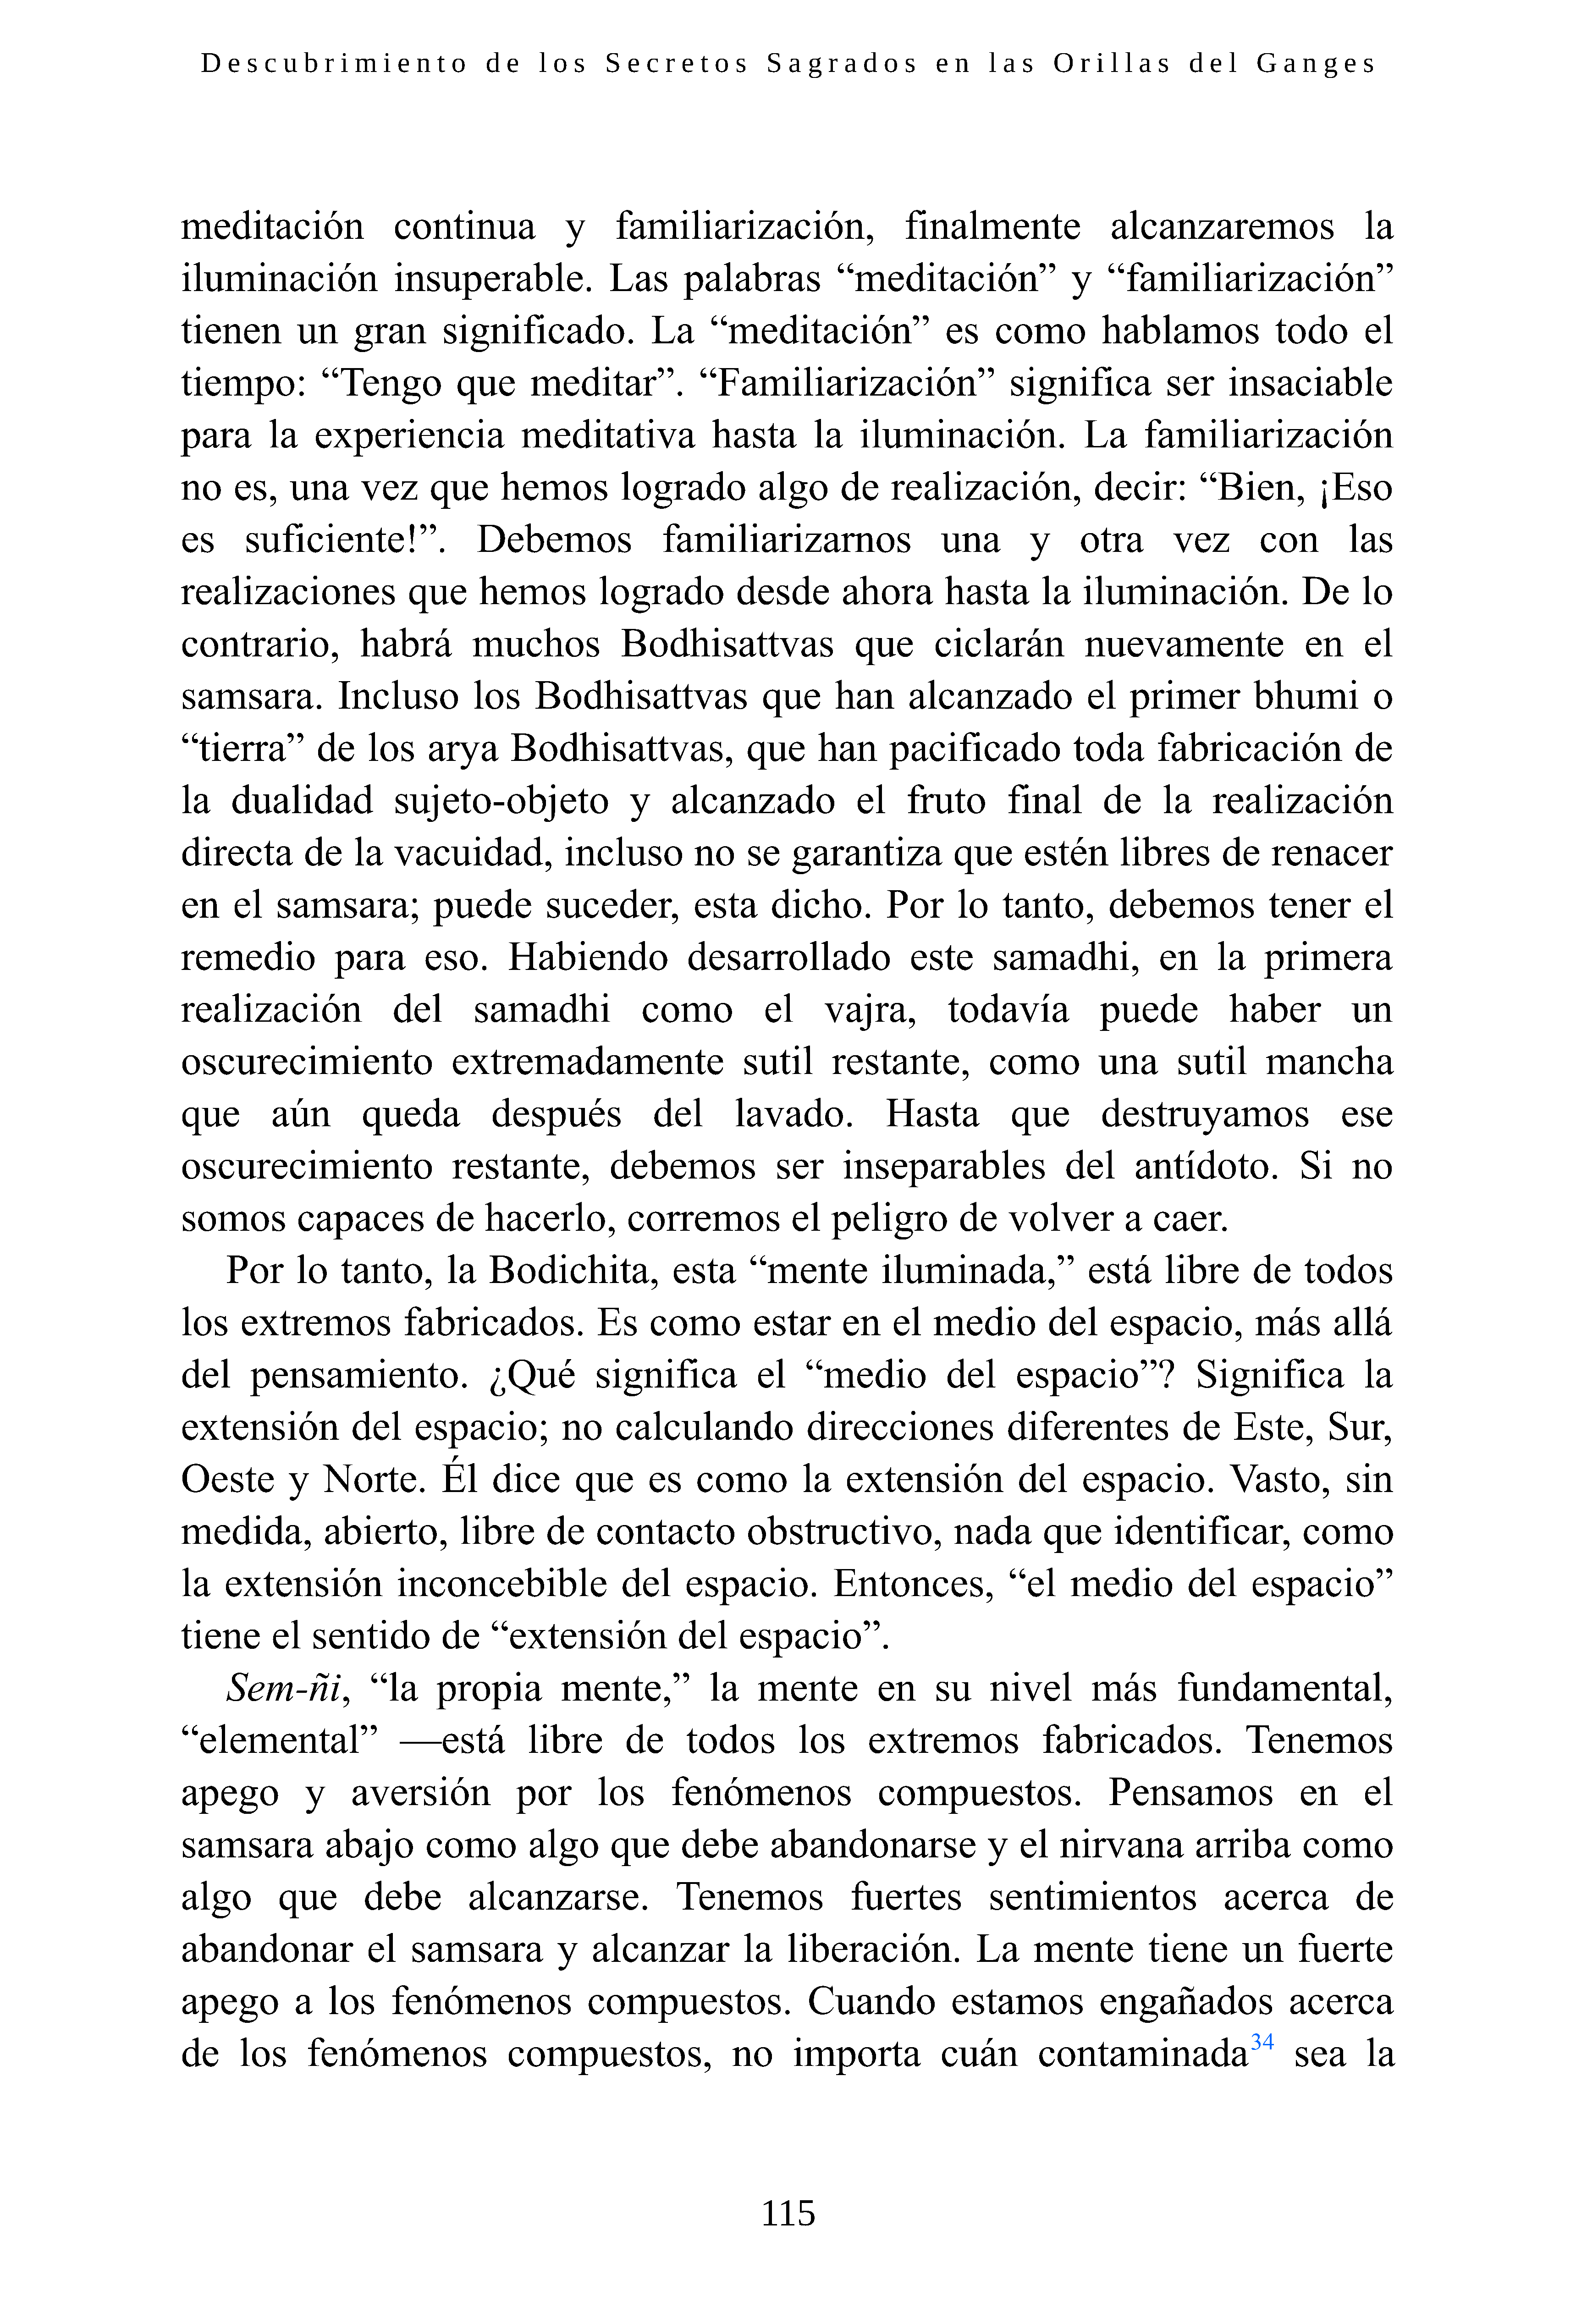 Descubrimiento de los Secretos Sagrados en las Orillas del Ganges
meditación continua y familiarización, finalmente alcanzaremos la
iluminación insuperable. Las palabras “meditación” y “familiarización”
tienen un gran significado. La “meditación” es como hablamos todo el
tiempo: “Tengo que meditar”. “Familiarización” significa ser insaciable
para la experiencia meditativa hasta la iluminación. La familiarización
no es, una vez que hemos logrado algo de realización, decir: “Bien, ¡Eso
es suficiente!”. Debemos familiarizarnos una y otra vez con las
realizaciones que hemos logrado desde ahora hasta la iluminación. De lo
contrario, habrá muchos Bodhisattvas que ciclarán nuevamente en el
samsara. Incluso los Bodhisattvas que han alcanzado el primer bhumi o
“tierra” de los arya Bodhisattvas, que han pacificado toda fabricación de
la dualidad sujeto-objeto y alcanzado el fruto final de la realización
directa de la vacuidad, incluso no se garantiza que estén libres de renacer
en el samsara; puede suceder, esta dicho. Por lo tanto, debemos tener el
remedio para eso. Habiendo desarrollado este samadhi, en la primera
realización del samadhi como el vajra, todavía puede haber un
oscurecimiento extremadamente sutil restante, como una sutil mancha
que aún queda después del lavado. Hasta que destruyamos ese
oscurecimiento restante, debemos ser inseparables del antídoto. Si no
somos capaces de hacerlo, corremos el peligro de volver a caer.
Por lo tanto, la Bodichita, esta “mente iluminada,” está libre de todos
los extremos fabricados. Es como estar en el medio del espacio, más allá
del pensamiento. ¿Qué significa el “medio del espacio”? Significa la
extensión del espacio; no calculando direcciones diferentes de Este, Sur,
Oeste y Norte. Él dice que es como la extensión del espacio. Vasto, sin
medida, abierto, libre de contacto obstructivo, nada que identificar, como
la extensión inconcebible del espacio. Entonces, “el medio del espacio”
tiene el sentido de “extensión del espacio”.
Sem-ñi, “la propia mente,” la mente en su nivel más fundamental,
“elemental” —está libre de todos los extremos fabricados. Tenemos
apego y aversión por los fenómenos compuestos. Pensamos en el
samsara abajo como algo que debe abandonarse y el nirvana arriba como
algo que debe alcanzarse. Tenemos fuertes sentimientos acerca de
abandonar el samsara y alcanzar la liberación. La mente tiene un fuerte
apego a los fenómenos compuestos. Cuando estamos engañados acerca
de los fenómenos compuestos, no importa cuán contaminada34 sea la
115